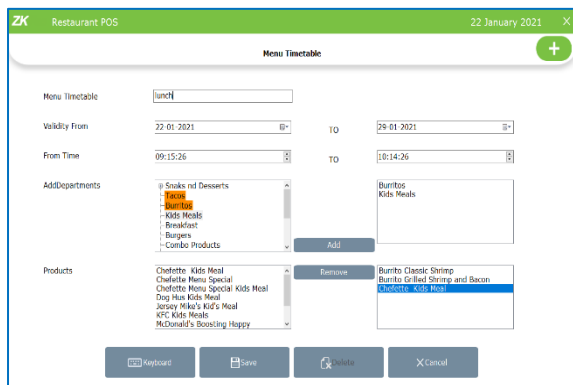 ZK Restaurant POS 22 January 2021 X
Menu Timetable +
Menu Timetable lunch
Validity From 22-01-2021 TO 29-01-2021
From Time 09:15:26 TO 10:14:26
AddDepartments
Snaks nd Desserts
Tacos
Burritos
Kids Meals
Breakfast
Burgers
Combo Products
Add
Burritos
Kids Meals
Products
Chefette Kids Meal
Chefette Menu Special
Chefette Menu Special Kids Meal
Dog Hus Kids Meal
Jersey Mike's Kid's Meal
KFC Kids Meals
McDonald's Boosting Happy
Remove
Burrito Classic Shrimp
Burrito Grilled Shrimp and Bacon
Chefette Kids Meal
Keyboard Save Delete X Cancel